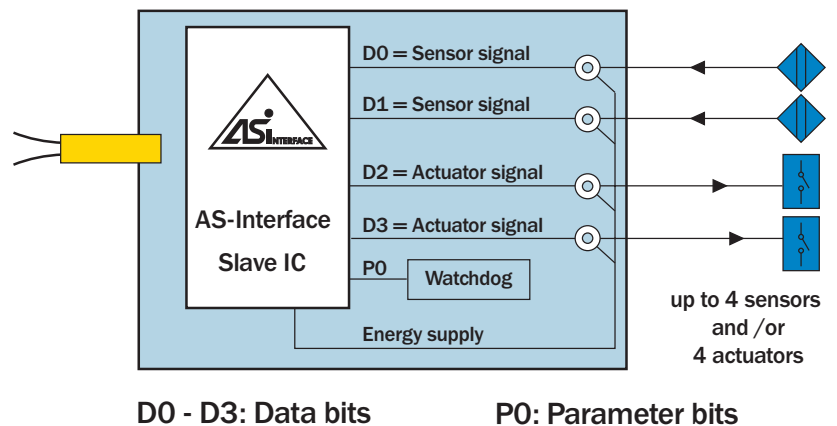 D0 = Sensor signal
D1 = Sensor signal
ASi INTERFACE
D2 = Actuator signal
AS-Interface
Slave IC
D3 = Actuator signal
P0
Watchdog
Energy supply
up to 4 sensors
and /or
4 actuators
D0 - D3: Data bits
P0: Parameter bits